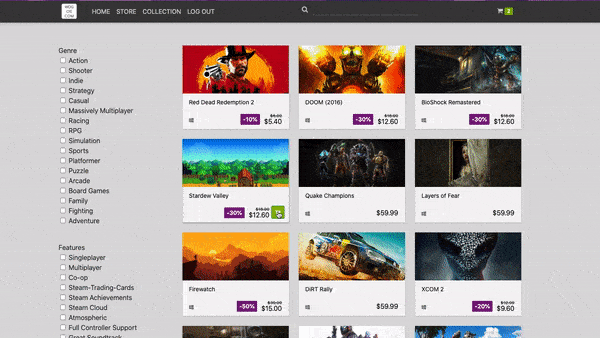 HOME STORE COLLECTION LOG OUT
2
Genre
Action
Shooter
Indie
Strategy
Casual
Massively Multiplayer
Racing
RPG
Simulation
Sports
Platformer
Puzzle
Arcade
Board Games
Family
Fighting
Adventure
Features
Singleplayer
Multiplayer
Co-op
Steam-Trading-Cards
Steam Achievements
Steam Cloud
Atmospheric
Full Controller Support
Great Soundtrack
Red Dead Redemption 2
-10%
$5.40
DOOM (2016)
-30%
$18.00
$12.60
BioShock Remastered
-30%
$18.00
$12.60
Stardew Valley
-30%
$18.00
$12.60
Quake Champions
$59.99
Layers of Fear
$59.99
Firewatch
-50%
$30.00
$15.00
DiRT Rally
$59.99
XCOM 2
-20%
$12.00
$9.60